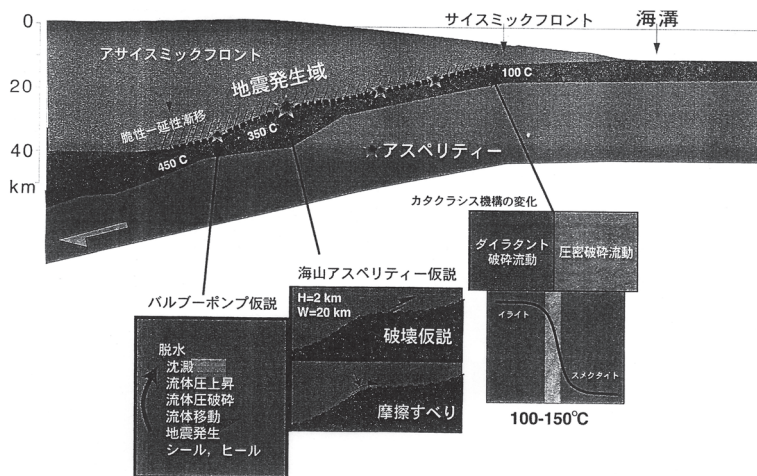 サイスミックフロント
海溝
0
アサイスミックフロント
地震発生域
100 C
20
脆性ー延性漸移
350 C
450 C
40
km
アスペリティー
カタクラシス機構の変化
ダイラタント
破砕流動
圧密破砕流動
バルブーポンプ仮説
海山アスペリティー仮説
H=2 km
W=20 km
破壊仮説
摩擦すべり
イライト
スメクタイト
100-150℃
脱水
沈澱
流体圧上昇
流体圧破砕
流体移動
地震発生
シール，ヒール